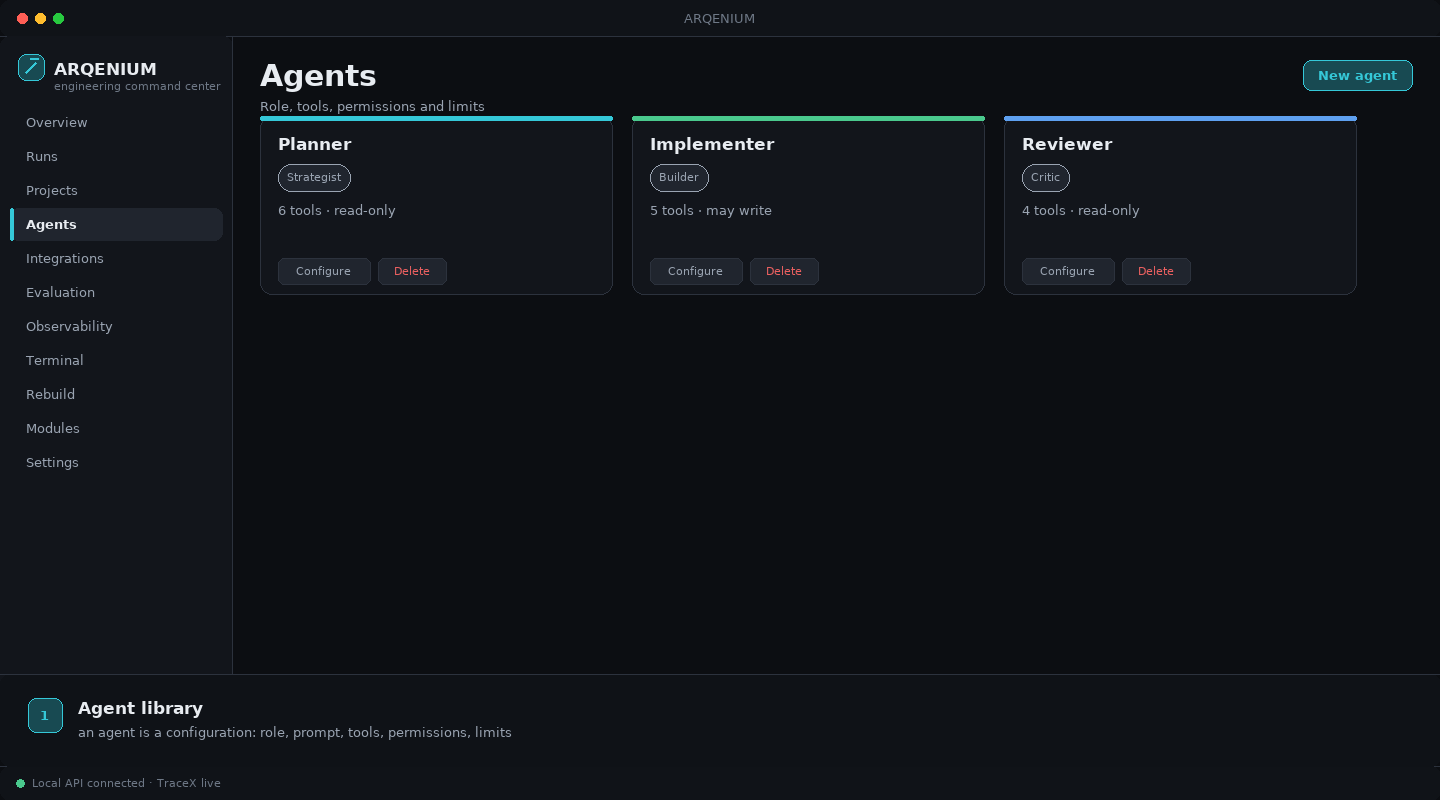 ARQENIUM
ARQENIUM
engineering command center
Overview
Runs
Projects
Agents
Integrations
Evaluation
Observability
Terminal
Rebuild
Modules
Settings
Agents
New agent
Role, tools, permissions and limits
Planner
Strategist
6 tools · read-only
Configure
Delete
Implementer
Builder
5 tools · may write
Configure
Delete
Reviewer
Critic
4 tools · read-only
Configure
Delete
1
Agent library
an agent is a configuration: role, prompt, tools, permissions, limits
Local API connected · TraceX live